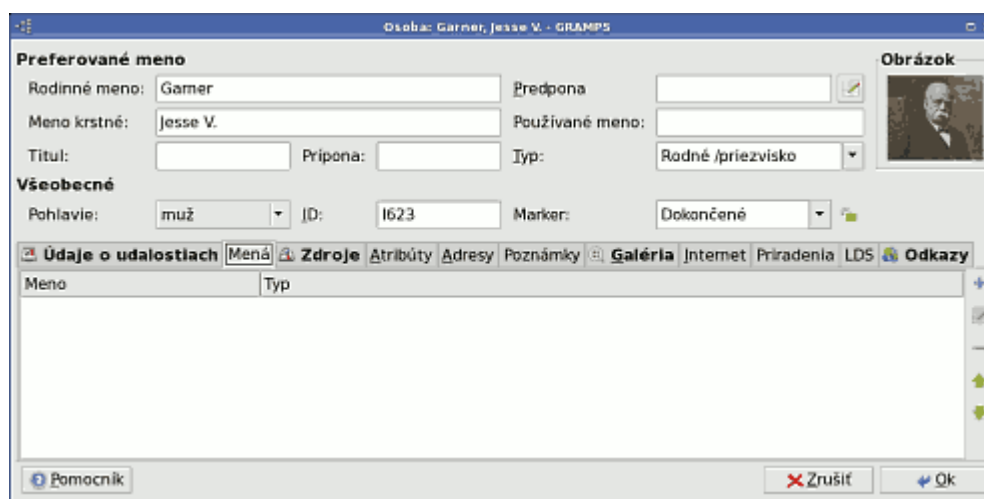 Osoba: Garner, Jesse V. - GRAMPS
Preferované meno
Obrázok
Rodinné meno: Garner Predpona
Meno krstné: Jesse V. Používané meno:
Titul: Prípona: Typ: Rodné /priezvisko
Všeobecné
Pohlavie: muž ID: I623 Marker: Dokončené
Údaje o udalostiach Mená Zdroje Atribúty Adresy Poznámky Galéria Internet Priradenia LDS Odkazy
Meno Typ
Pomocník Zrušiť Ok